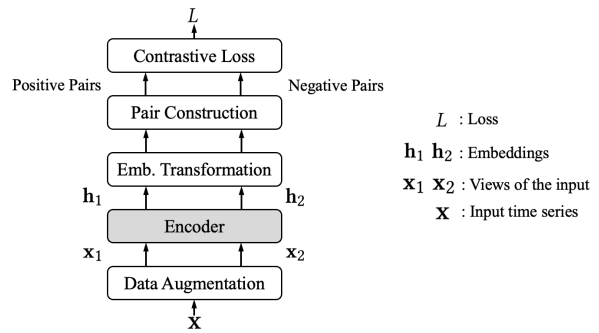 L
Contrastive Loss
Positive Pairs
Negative Pairs
Pair Construction
Emb. Transformation
h1
h2
Encoder
x1
x2
Data Augmentation
X
L : Loss
h1 h2 : Embeddings
x1 x2 : Views of the input
X : Input time series